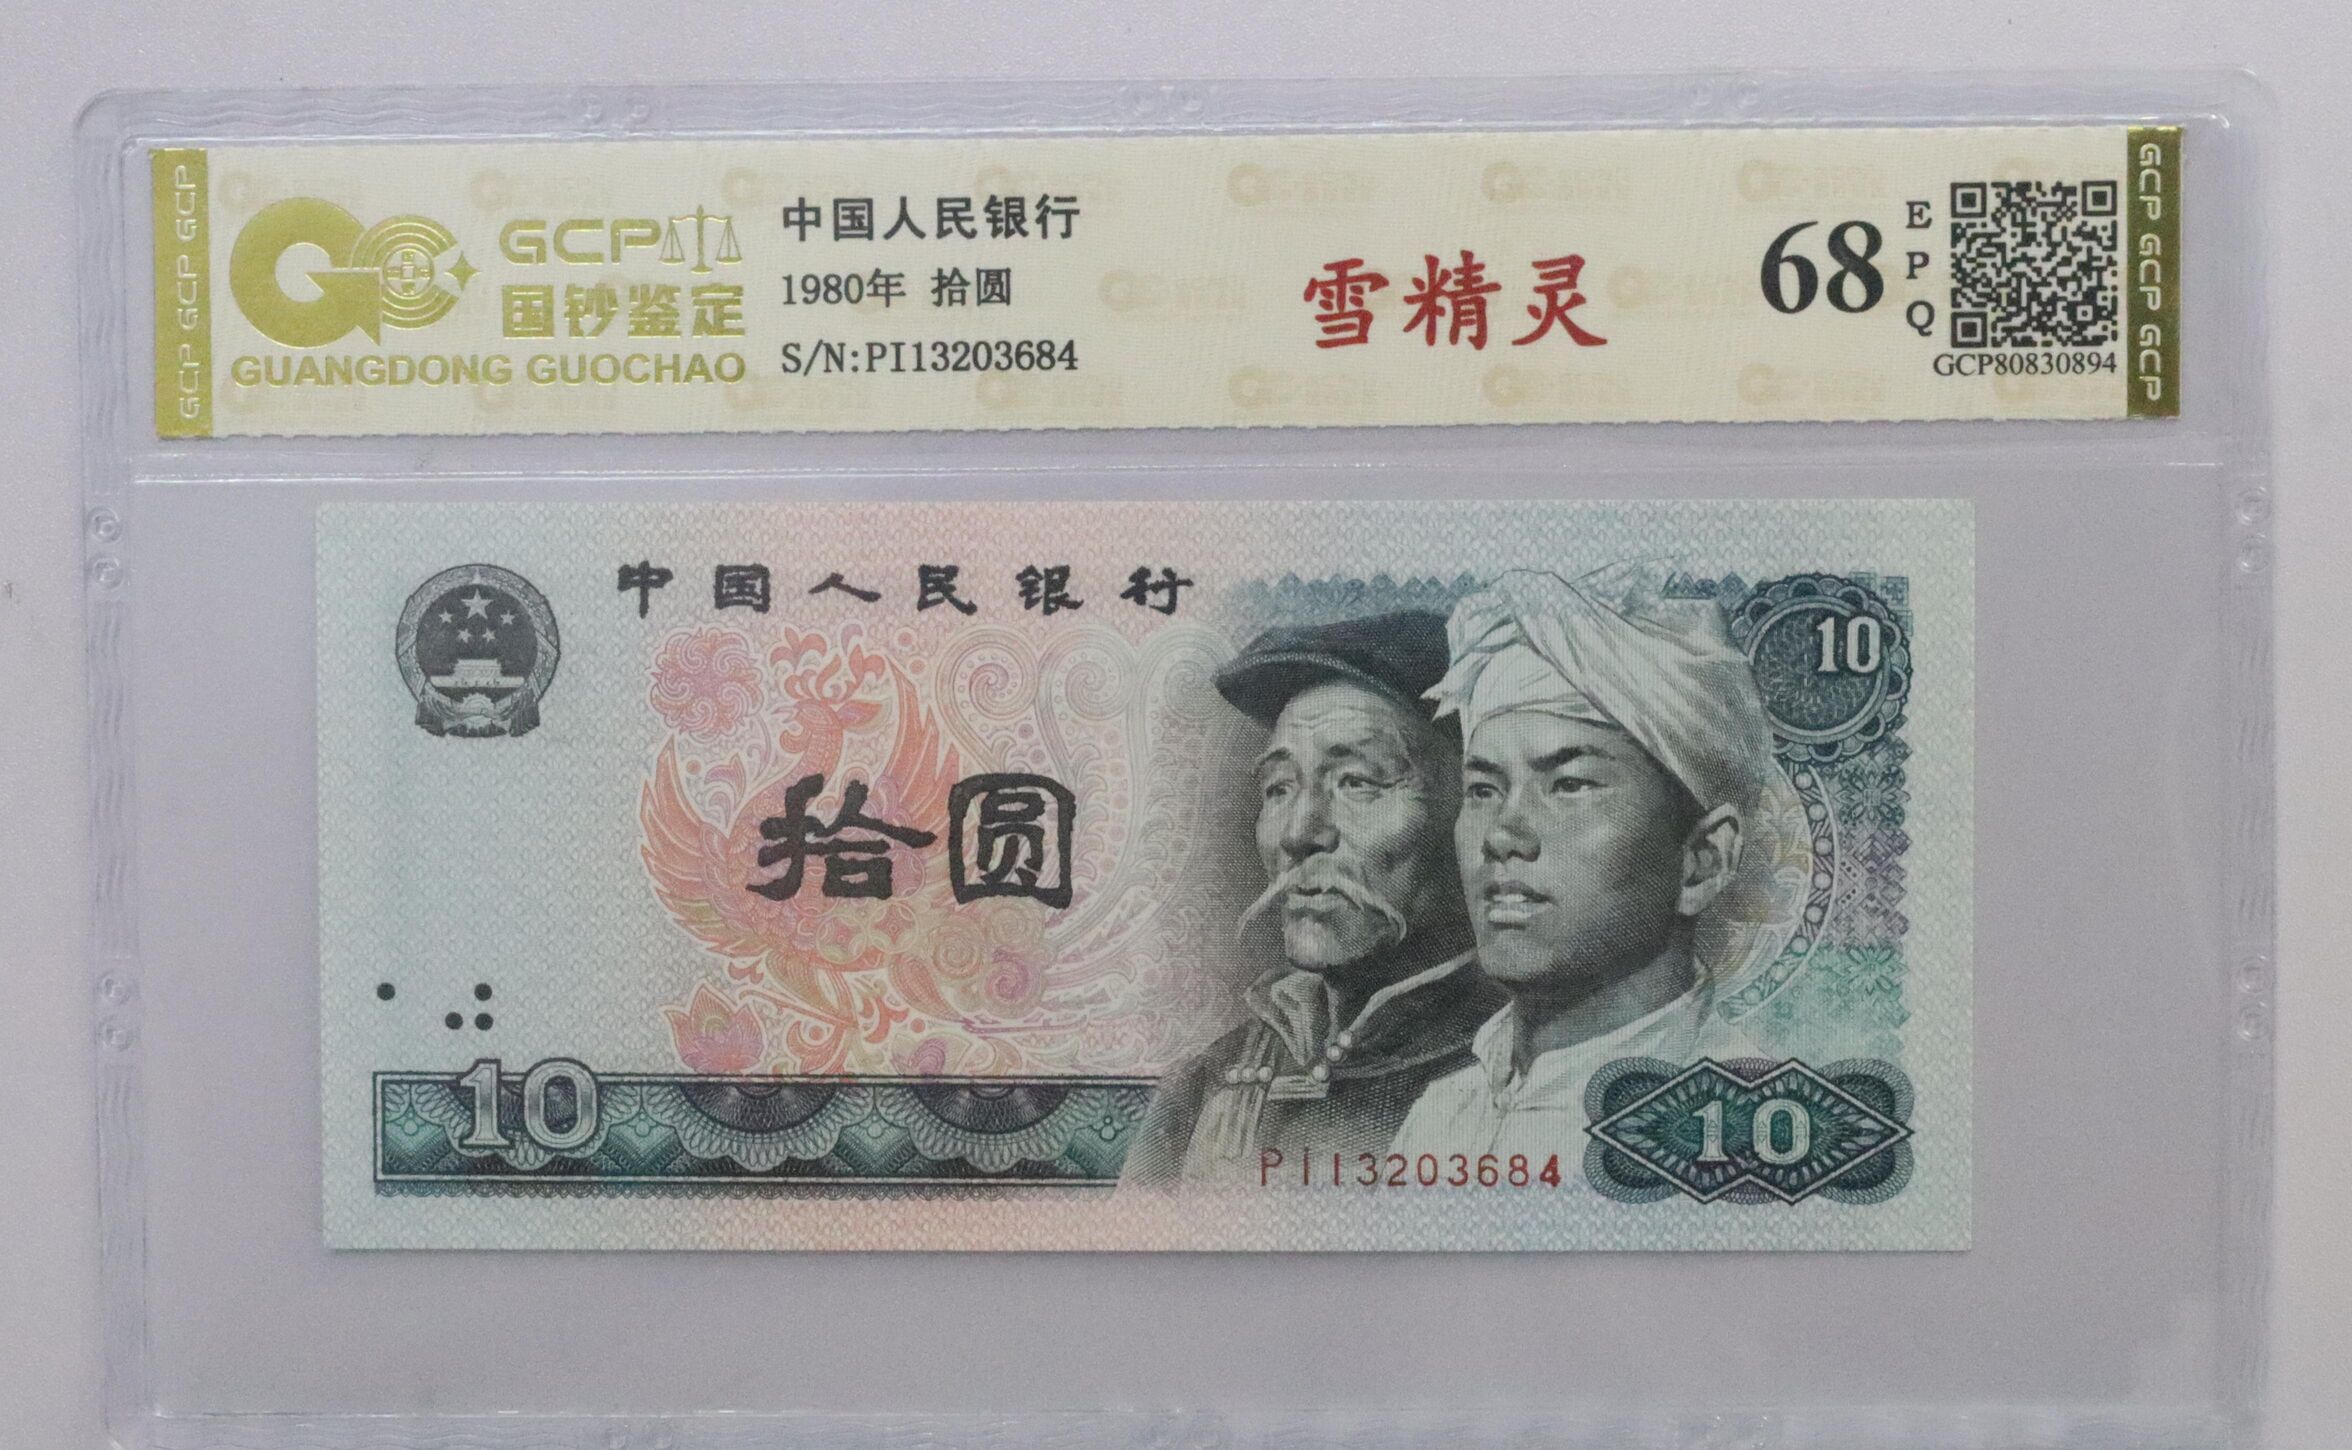 GCP GCP GCP
GCP
国钞鉴定
GUANGDONG GUOCHAO
中国人民银行
1980年 拾圆
S/N:PI13203684
雪精灵
68
E
P
Q
GCP80830894
GCP GCP GCP
中国人民银行
10
拾圆
10
PI13203684
10